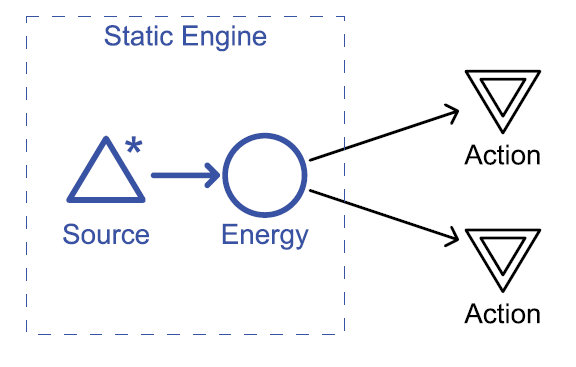 Static Engine
*
Source
Energy
Action
Action